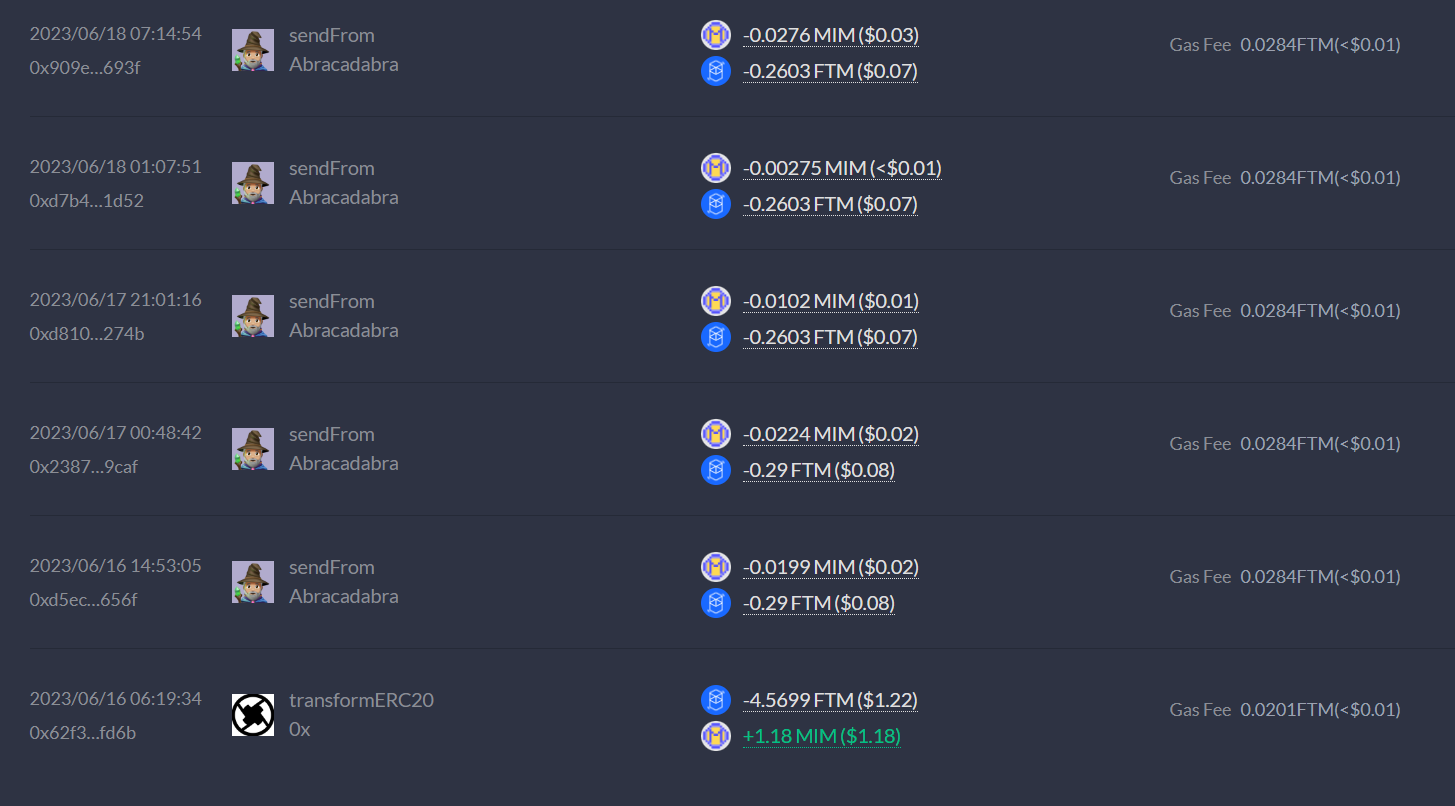 2023/06/18 07:14:54
0x909e...693f
sendFrom
Abracadabra
-0.0276 MIM ($0.03)
-0.2603 FTM ($0.07)
Gas Fee 0.0284FTM(<$0.01)
2023/06/18 01:07:51
0xd7b4...1d52
sendFrom
Abracadabra
-0.00275 MIM (<$0.01)
-0.2603 FTM ($0.07)
Gas Fee 0.0284FTM(<$0.01)
2023/06/17 21:01:16
0xd810...274b
sendFrom
Abracadabra
-0.0102 MIM ($0.01)
-0.2603 FTM ($0.07)
Gas Fee 0.0284FTM(<$0.01)
2023/06/17 00:48:42
0x2387...9caf
sendFrom
Abracadabra
-0.0224 MIM ($0.02)
-0.29 FTM ($0.08)
Gas Fee 0.0284FTM(<$0.01)
2023/06/16 14:53:05
0xd5ec...656f
sendFrom
Abracadabra
-0.0199 MIM ($0.02)
-0.29 FTM ($0.08)
Gas Fee 0.0284FTM(<$0.01)
2023/06/16 06:19:34
0x62f3...fd6b
transformERC20
0x
-4.5699 FTM ($1.22)
+1.18 MIM ($1.18)
Gas Fee 0.0201FTM(<$0.01)